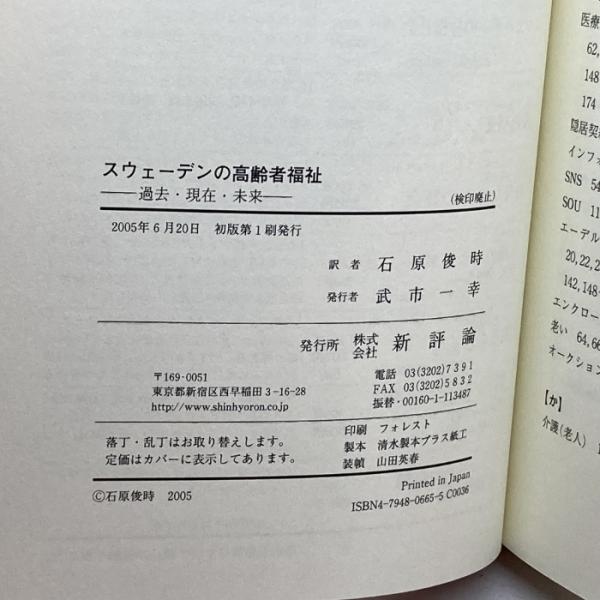 スウェーデンの高齢者福祉
――過去・現在・未来――
(検印廃止)
2005年6月20日 初版第1刷発行
訳者 石原俊時
発行者 武市一幸
発行所 株式会社 新評論
〒169-0051
東京都新宿区西早稲田3-16-28
http://www.shinhyoron.co.jp
電話 03(3202)7391
FAX 03(3202)5832
振替・00160-1-113487
落丁・乱丁はお取り替えします。
定価はカバーに表示してあります。
印刷 フォレスト
製本 清水製本プラス紙工
装幀 山田英春
©石原俊時 2005
Printed in Japan
ISBN4-7948-0665-5 C0036
医療
62,
148
174
隠居契
インフォ
SNS 54
SOU 11
エーデル
20,22,2
142,148-
エンクロー
老い 64,66
オークション
【か】
介護(老人) 1